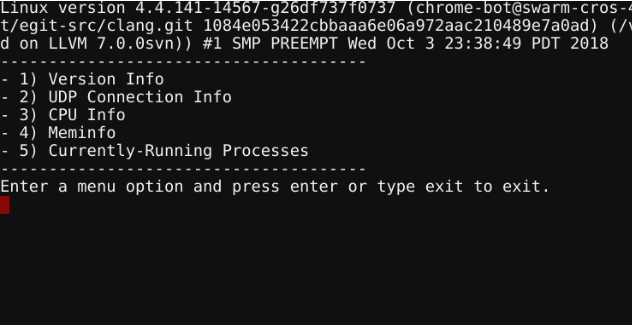 Linux version 4.4.141-14567-g26df737f0737 (chrome-bot@swarm-cros-4
t/egit-src/clang.git 1084e053422cbbaaa6e06a972aac210489e7a0ad) (/v
d on LLVM 7.0.0svn)) #1 SMP PREEMPT Wed Oct 3 23:38:49 PDT 2018
--------------------------------------
- 1) Version Info
- 2) UDP Connection Info
- 3) CPU Info
- 4) Meminfo
- 5) Currently-Running Processes
--------------------------------------
Enter a menu option and press enter or type exit to exit.